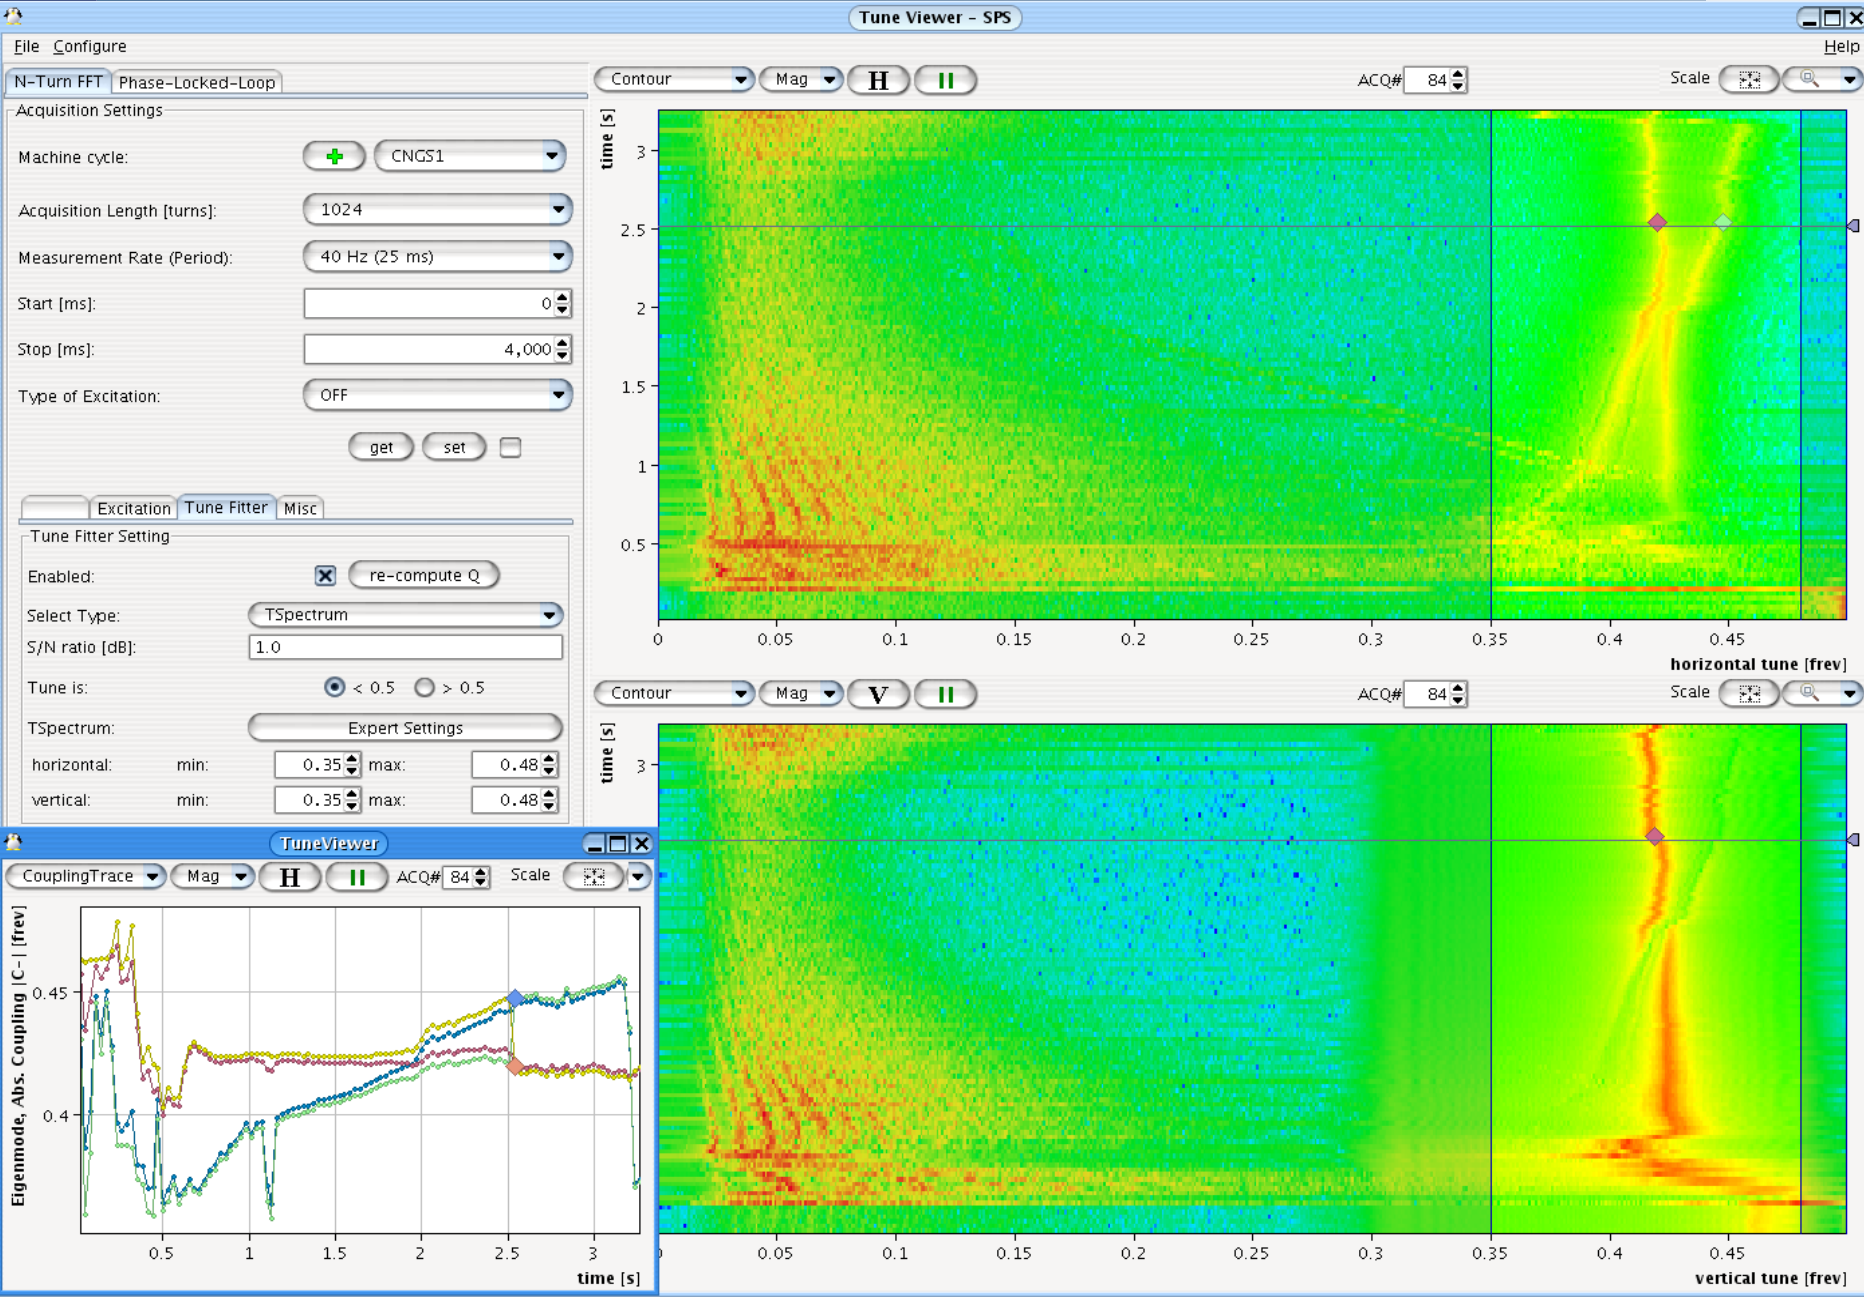 Tune Viewer - SPS
File Configure Help
N-Turn FFT Phase-Locked-Loop
Acquisition Settings
Machine cycle: CNGS1
Acquisition Length [turns]: 1024
Measurement Rate (Period): 40 Hz (25 ms)
Start [ms]: 0
Stop [ms]: 4,000
Type of Excitation: OFF
get set
Excitation Tune Fitter Misc
Tune Fitter Setting
Enabled: re-compute Q
Select Type: TSpectrum
S/N ratio [dB]: 1.0
Tune is: < 0.5 > 0.5
TSpectrum: Expert Settings
horizontal: min: 0.35 max: 0.48
vertical: min: 0.35 max: 0.48
Contour Mag H ACQ# 84 Scale
time [s]
3
2.5
2
1.5
1
0.5
0 0.05 0.1 0.15 0.2 0.25 0.3 0.35 0.4 0.45
horizontal tune [frev]
Contour Mag V ACQ# 84 Scale
time [s]
3
0.05 0.1 0.15 0.2 0.25 0.3 0.35 0.4 0.45
vertical tune [frev]
TuneViewer
CouplingTrace Mag H ACQ# 84 Scale
Eigenmode, Abs. Coupling |C-| [frev]
0.45
0.4
0.5 1 1.5 2 2.5 3
time [s]